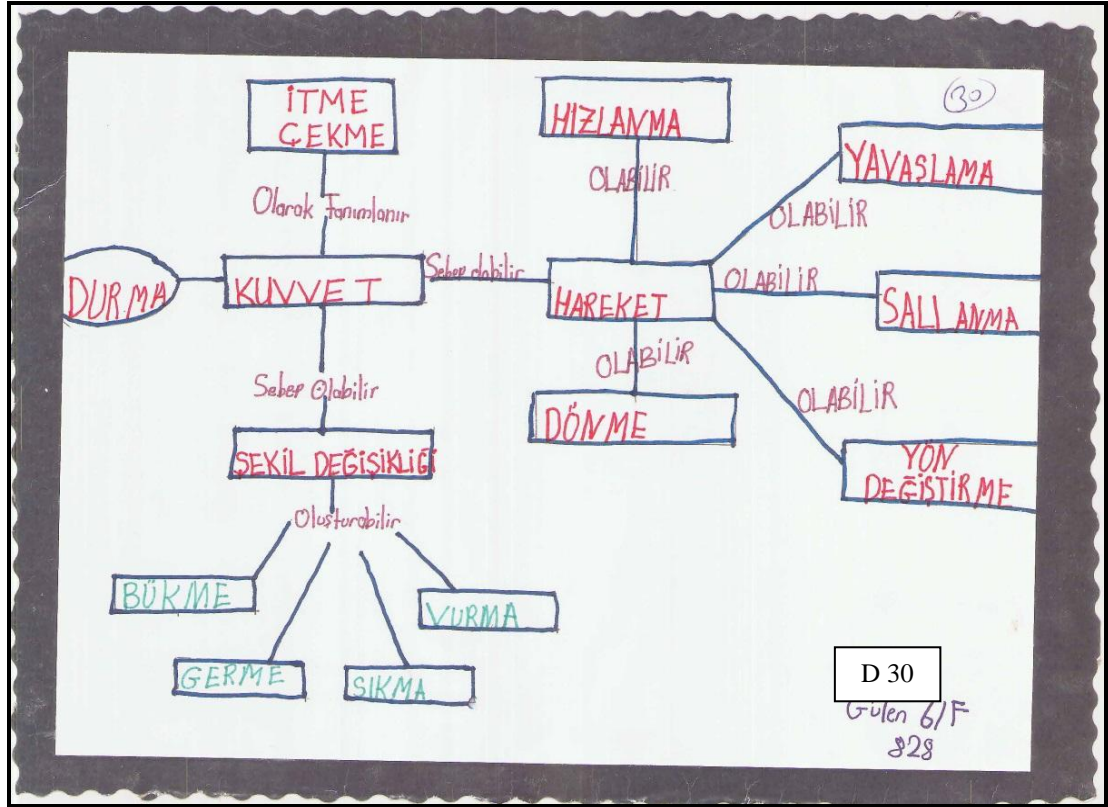 30
İTME
ÇEKME
HIZLANMA
YAVAŞLAMA
OLABİLİR
Olarak Tanımlanır
OLABİLİR
DURMA
KUVVET
Sebep olabilir
HAREKET
OLABİLİR
SALLANMA
OLABİLİR
DÖNME
OLABİLİR
YÖN
DEĞİŞTİRME
Sebep Olabilir
ŞEKİL DEĞİŞİKLİĞİ
Oluşturabilir
BÜKME
VURMA
GERME
SIKMA
D 30
Gülen 6/F
828